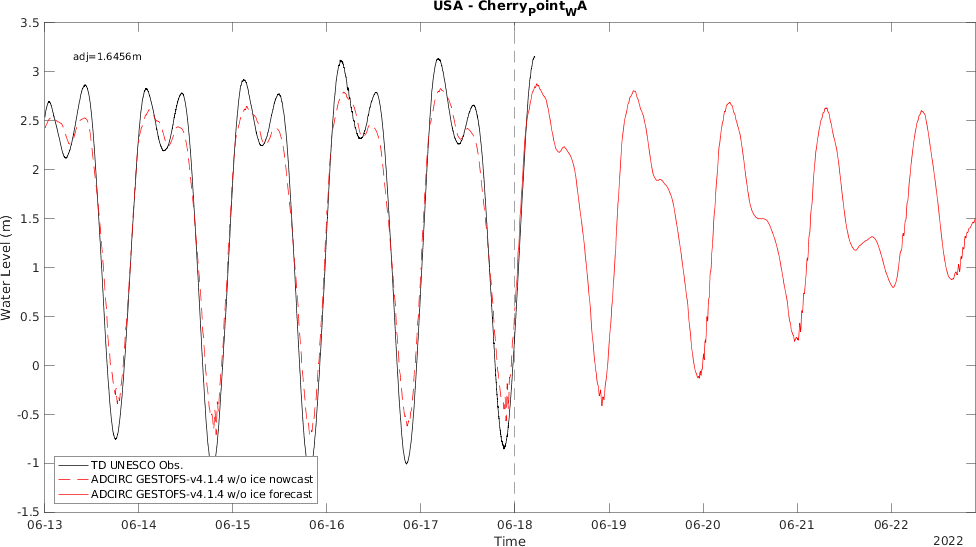 USA - CherryPointWA
adj=1.6456m
3.5
3
2.5
2
1.5
1
0.5
0
-0.5
-1
-1.5
Water Level (m)
TD UNESCO Obs.
ADCIRC GESTOFS-v4.1.4 w/o ice nowcast
ADCIRC GESTOFS-v4.1.4 w/o ice forecast
06-13 06-14 06-15 06-16 06-17 06-18 06-19 06-20 06-21 06-22
Time
2022